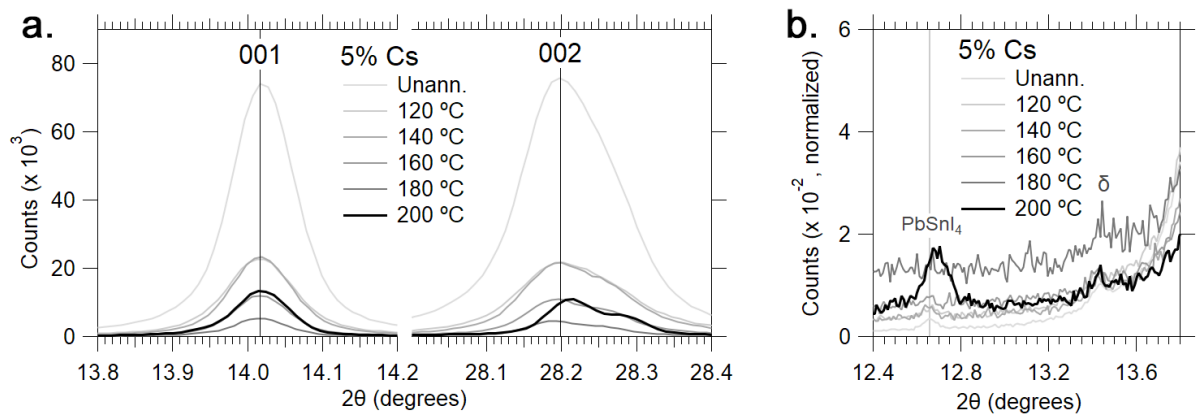 a.
001
002
5% Cs
Unann.
120 ºC
140 ºC
160 ºC
180 ºC
200 ºC
80
60
40
20
0
Counts (x 10³)
13.8
13.9
14.0
14.1
14.2
28.1
28.2
28.3
28.4
2θ (degrees)
2θ (degrees)
b.
5% Cs
Unann.
120 ºC
140 ºC
160 ºC
180 ºC
200 ºC
PbSnI₄
δ
6
4
2
0
Counts (x 10⁻², normalized)
12.4
12.8
13.2
13.6
2θ (degrees)